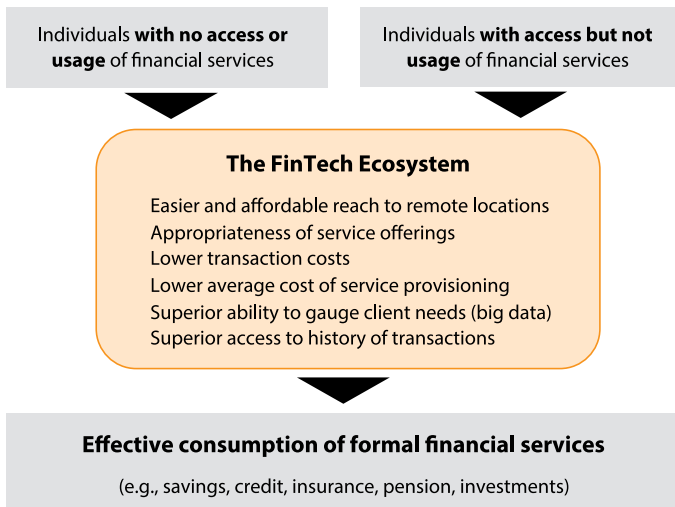 Individuals with no access or
usage of financial services
Individuals with access but not
usage of financial services
The FinTech Ecosystem
Easier and affordable reach to remote locations
Appropriateness of service offerings
Lower transaction costs
Lower average cost of service provisioning
Superior ability to gauge client needs (big data)
Superior access to history of transactions
Effective consumption of formal financial services
(e.g., savings, credit, insurance, pension, investments)